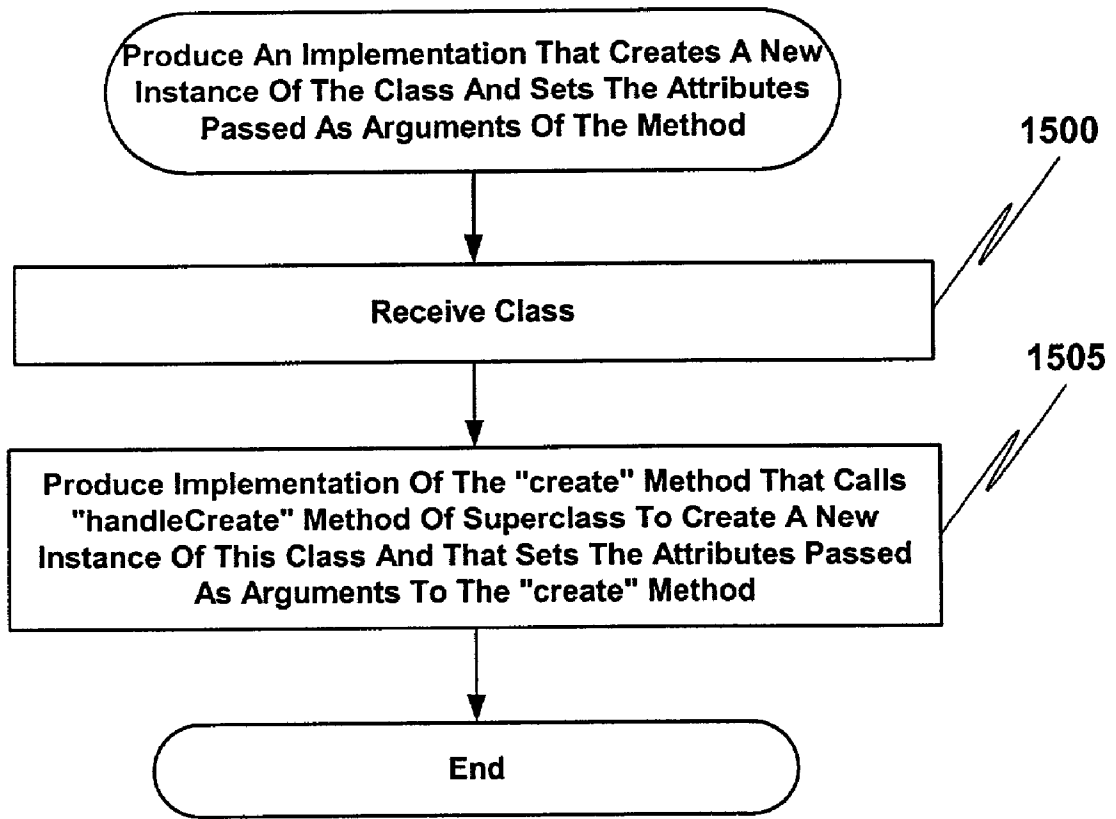 Produce An Implementation That Creates A New
Instance Of The Class And Sets The Attributes
Passed As Arguments Of The Method
1500
Receive Class
1505
Produce Implementation Of The "create" Method That Calls
"handleCreate" Method Of Superclass To Create A New
Instance Of This Class And That Sets The Attributes Passed
As Arguments To The "create" Method
End